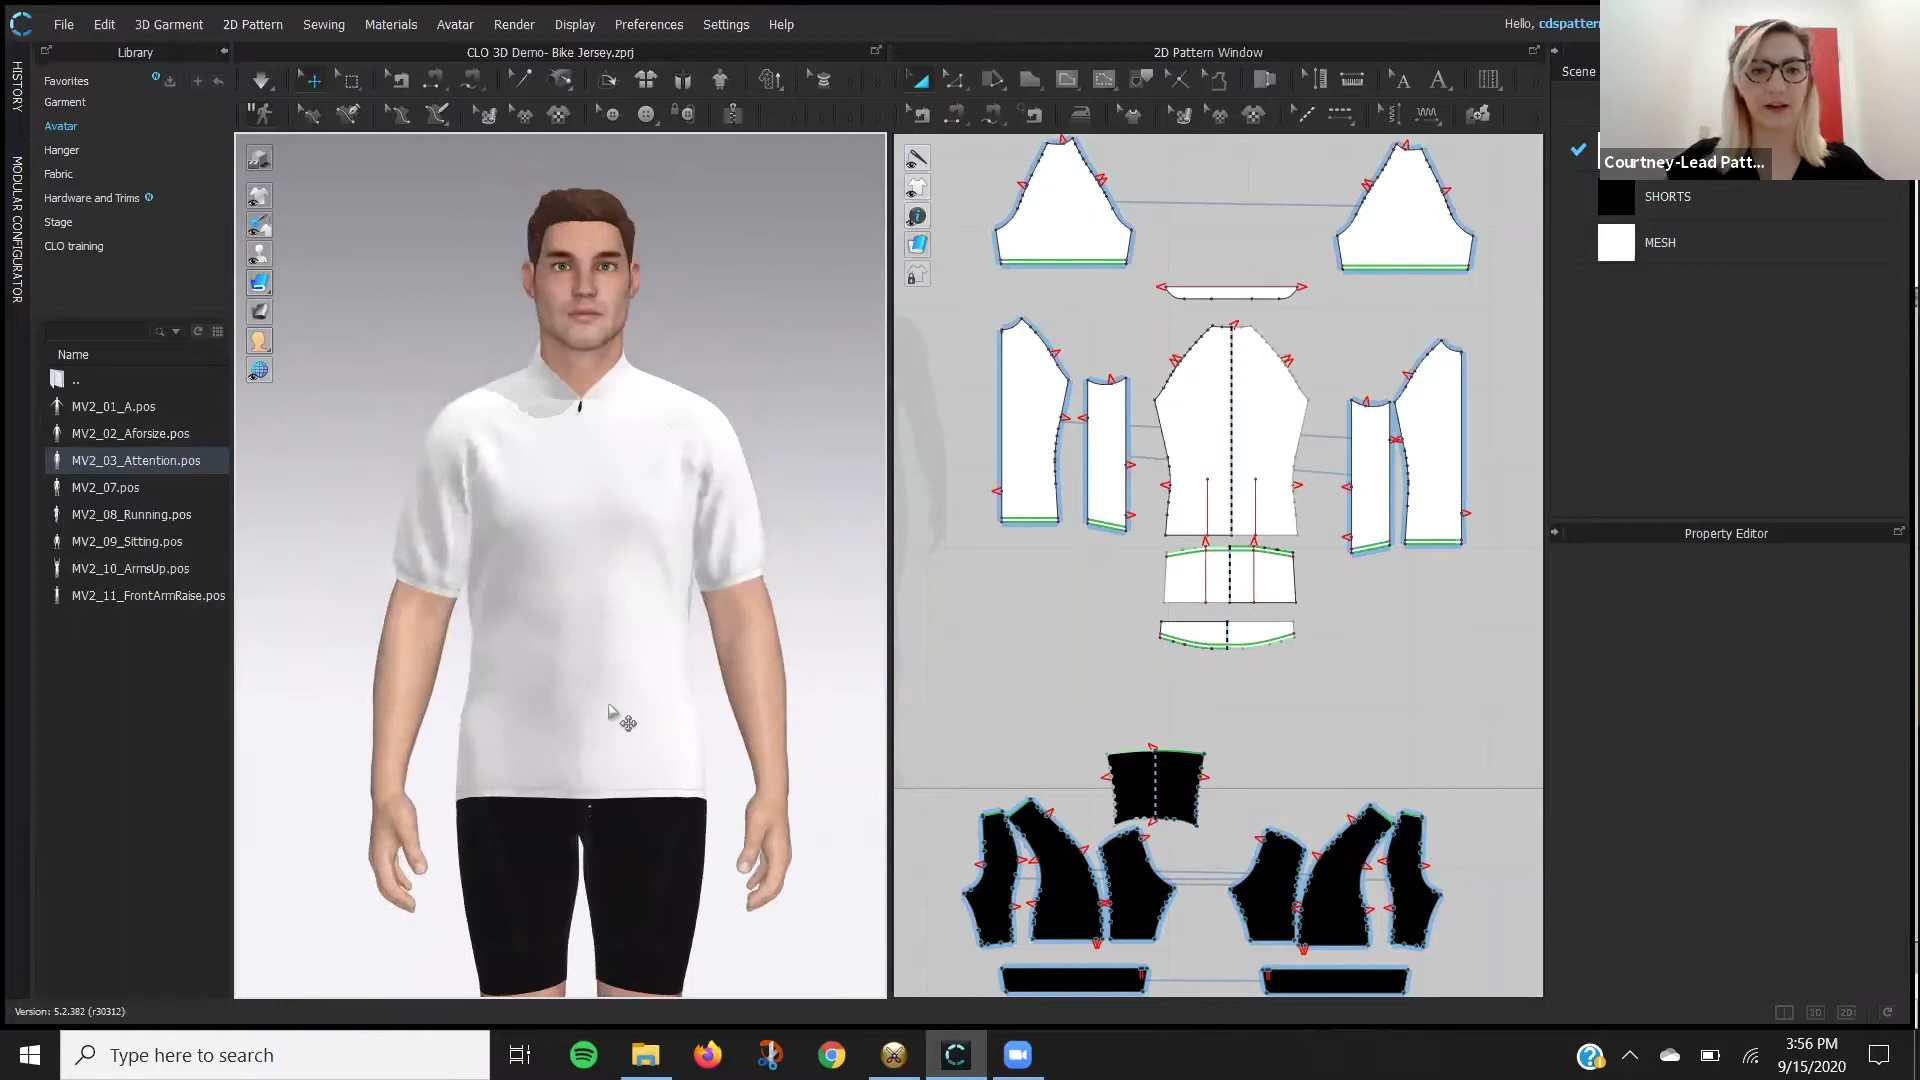 File Edit 3D Garment 2D Pattern Sewing Materials Avatar Render Display Preferences Settings Help
Hello, cdspattern
Library
CLO 3D Demo- Bike Jersey.zprj
2D Pattern Window
HISTORY
MODULAR CONFIGURATOR
Favorites
Garment
Avatar
Hanger
Fabric
Hardware and Trims
Stage
CLO training
Name
..
MV2_01_A.pos
MV2_02_Aforsize.pos
MV2_03_Attention.pos
MV2_07.pos
MV2_08_Running.pos
MV2_09_Sitting.pos
MV2_10_ArmsUp.pos
MV2_11_FrontArmRaise.pos
Scene
Courtney-Lead Patt...
SHORTS
MESH
Property Editor
Version: 5.2.382 (r30312)
3D 2D
Type here to search
3:56 PM
9/15/2020